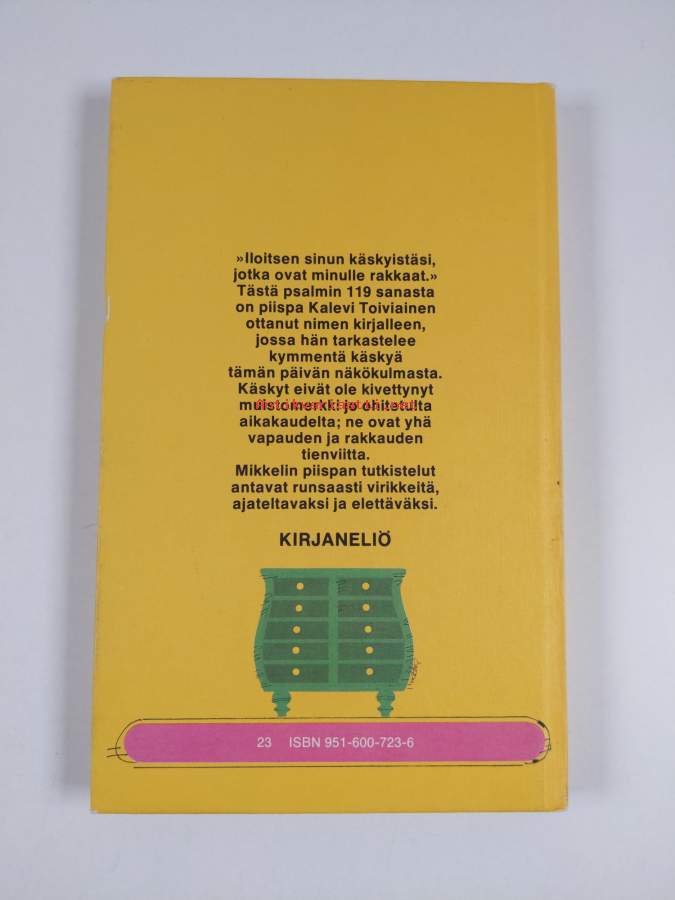 »Iloitsen sinun käskyistäsi,
jotka ovat minulle rakkaat.»
Tästä psalmin 119 sanasta
on piispa Kalevi Toiviainen
ottanut nimen kirjalleen,
jossa hän tarkastelee
kymmentä käskyä
tämän päivän näkökulmasta.
Käskyt eivät ole kivettynyt
muistomerkki jo ohitetulta
aikakaudelta; ne ovat yhä
vapauden ja rakkauden
tienviitta.
Mikkelin piispan tutkistelut
antavat runsaasti virikkeitä,
ajateltavaksi ja elettäväksi.
KIRJANELIÖ
23 ISBN 951-600-723-6